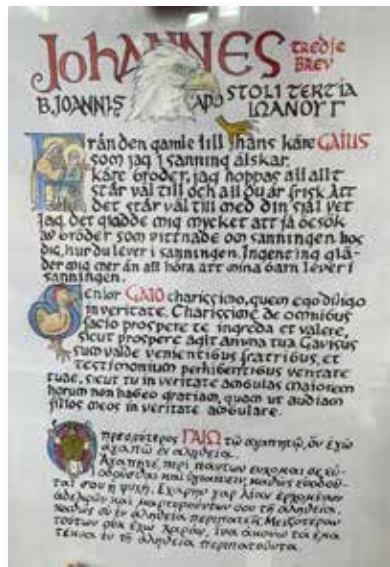 JohANNES TREDJE
BREV
B. JOANNIS APOSTOLI TERTIA
ΙΩΑΝΟΥ Γ
Från den gamle till hans käre GAIUS
som jag i sanning älskar.
Käre broder, jag hoppas att allt
står väl till och att du är frisk att
det står väl till med din själ vet
jag. det gladde mig mycket att få besök
av bröder som vittnade om sanningen hos
dig, hur du lever i sanningen. Ingenting glä-
der mig mer än att höra att mina barn lever i
sanningen.
Senior GAIO charissimo, quem ego diligo
in veritate. Charissime de omnibus
facio prospere te ingredi et valere,
sicut prospere agit anima tua Gavisus
sum valde venientibus fratribus, et
testimonium perhibentibus veritate
tuae, sicut tu in veritate ambulas maiorem
horum non habeo gratiam, quam ut audiam
filios meos in veritate ambulare.
Ο πρεσβύτερος ΓΑΙΩ τῷ ἀγαπητῷ, ὃν ἐγὼ
ἀγαπῶ ἐν ἀληθείᾳ.
Ἀγαπητέ, περὶ πάντων εὔχομαί σε εὐ-
οδοῦσθαι καὶ ὑγιαίνειν, καθὼς εὐοδοῦ-
ταί σου ἡ ψυχή. Ἐχάρην γὰρ λίαν ἐρχομένων
ἀδελφῶν καὶ μαρτυρούντων σου τῇ ἀληθείᾳ,
καθὼς σὺ ἐν ἀληθείᾳ περιπατεῖς. Μειζοτέραν
τούτων οὐκ ἔχω χαράν, ἵνα ἀκούω τὰ ἐμὰ
τέκνα ἐν τῇ ἀληθείᾳ περιπατοῦντα.